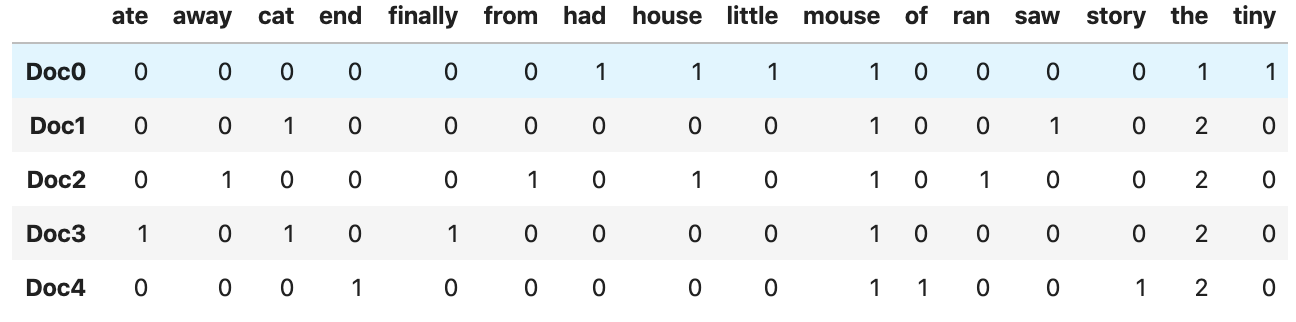 ate away cat end finally from had house little mouse of ran saw story the tiny
Doc0 0 0 0 0 0 0 1 1 1 1 0 0 0 0 1 1
Doc1 0 0 1 0 0 0 0 0 0 1 0 0 1 0 2 0
Doc2 0 1 0 0 0 1 0 1 0 1 0 1 0 0 2 0
Doc3 1 0 1 0 1 0 0 0 0 1 0 0 0 0 2 0
Doc4 0 0 0 1 0 0 0 0 0 1 1 0 0 1 2 0